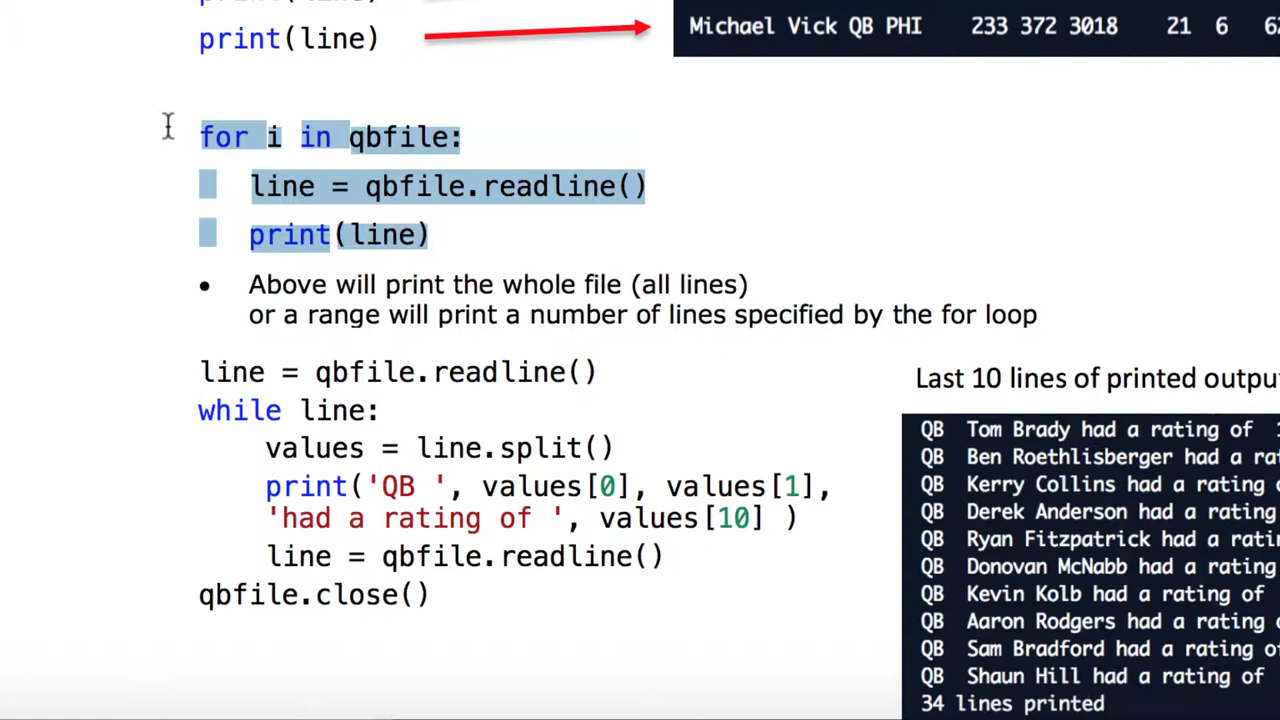 print(line)
print(line)
Michael Vick QB PHI 233 372 3018 21 6
for i in qbfile:
line = qbfile.readline()
print(line)
• Above will print the whole file (all lines)
or a range will print a number of lines specified by the for loop
line = qbfile.readline()
while line:
values = line.split()
print('QB ', values[0], values[1],
'had a rating of ', values[10] )
line = qbfile.readline()
qbfile.close()
Last 10 lines of printed outpu
QB Tom Brady had a rating of
QB Ben Roethlisberger had a ra
QB Kerry Collins had a rating
QB Derek Anderson had a rating
QB Ryan Fitzpatrick had a rati
QB Donovan McNabb had a rating
QB Kevin Kolb had a rating of
QB Aaron Rodgers had a rating
QB Sam Bradford had a rating o
QB Shaun Hill had a rating of
34 lines printed